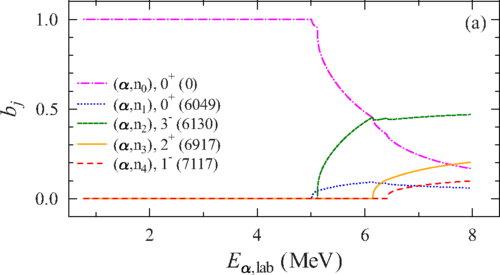 (a)
1.0
0.5
0.0
b_j
(α,n₀), 0⁺ (0)
(α,n₁), 0⁺ (6049)
(α,n₂), 3⁻ (6130)
(α,n₃), 2⁺ (6917)
(α,n₄), 1⁻ (7117)
2 4 6 8
E_α,lab (MeV)